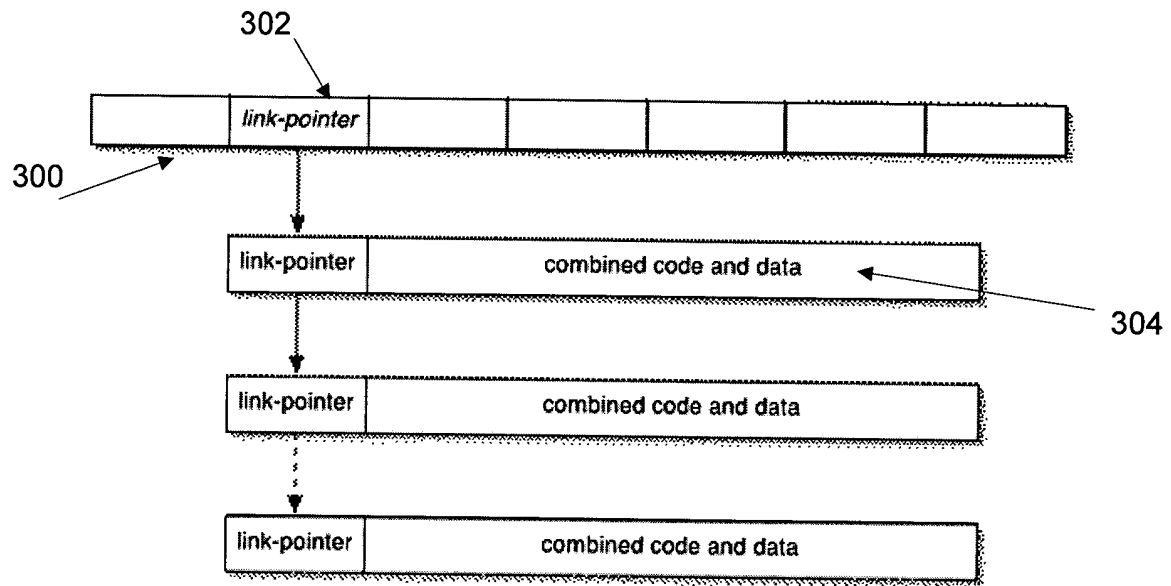 302
link-pointer
300
link-pointer combined code and data
304
link-pointer combined code and data
link-pointer combined code and data